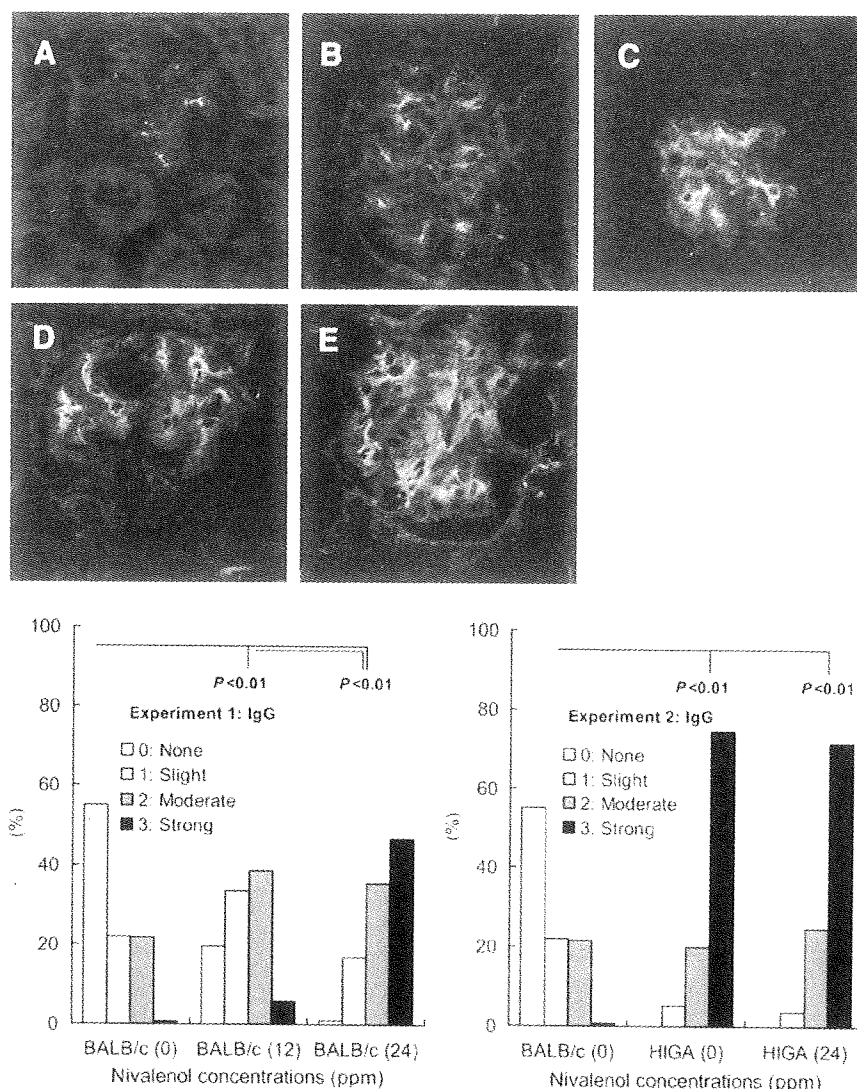 A
B
C
D
E
100
80
60
40
20
0
(%)
P<0.01
P<0.01
Experiment 1: IgG
0: None
1: Slight
2: Moderate
3: Strong
BALB/c (0)
BALB/c (12)
BALB/c (24)
Nivalenol concentrations (ppm)
100
80
60
40
20
0
(%)
P<0.01
P<0.01
Experiment 2: IgG
0: None
1: Slight
2: Moderate
3: Strong
BALB/c (0)
HIGA (0)
HIGA (24)
Nivalenol concentrations (ppm)